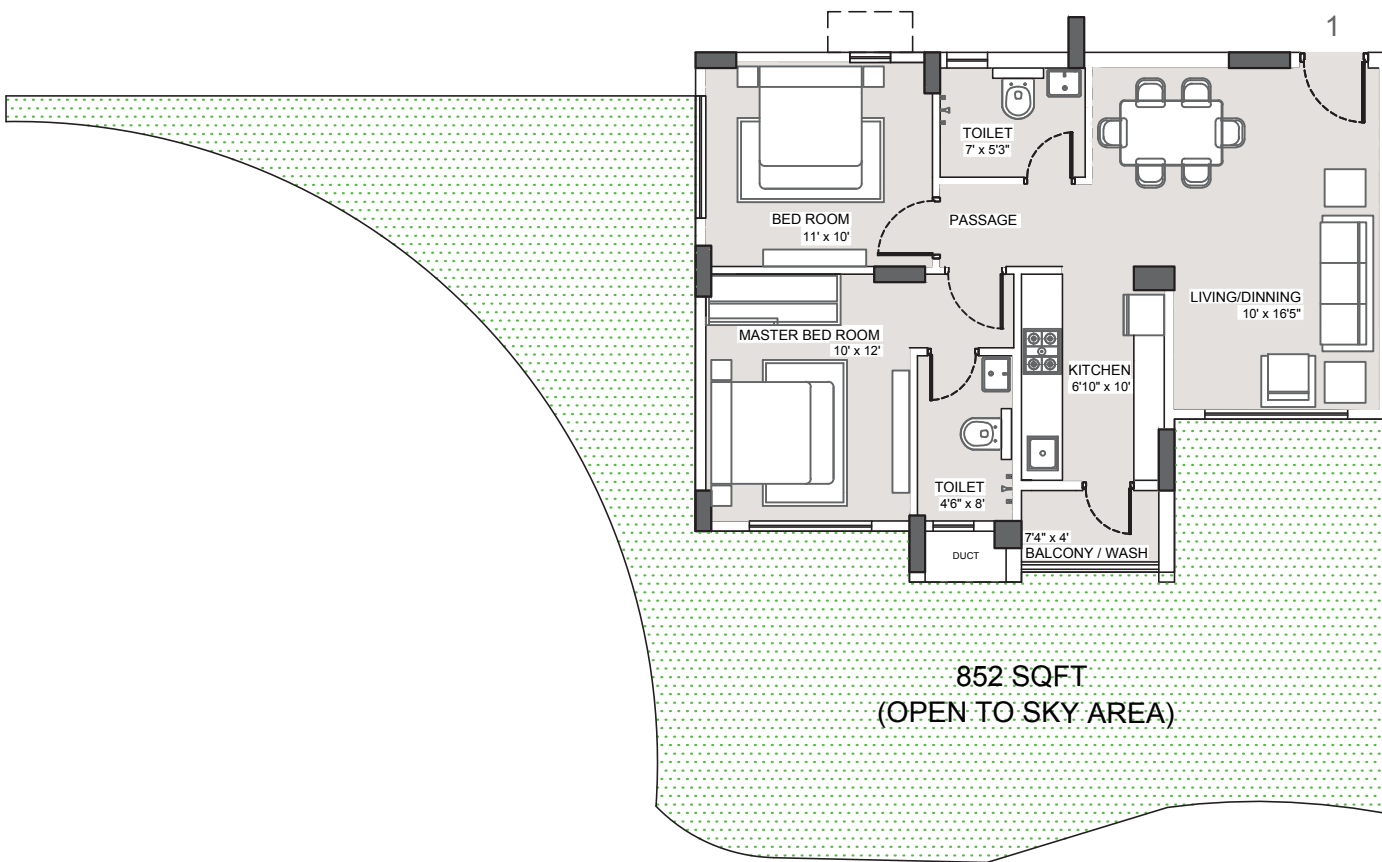 1
TOILET
7' x 5'3"
BED ROOM
11' x 10'
PASSAGE
LIVING/DINNING
10' x 16'5"
MASTER BED ROOM
10' x 12'
KITCHEN
6'10" x 10'
TOILET
4'6" x 8'
DUCT
7'4" x 4'
BALCONY / WASH
852 SQFT
(OPEN TO SKY AREA)